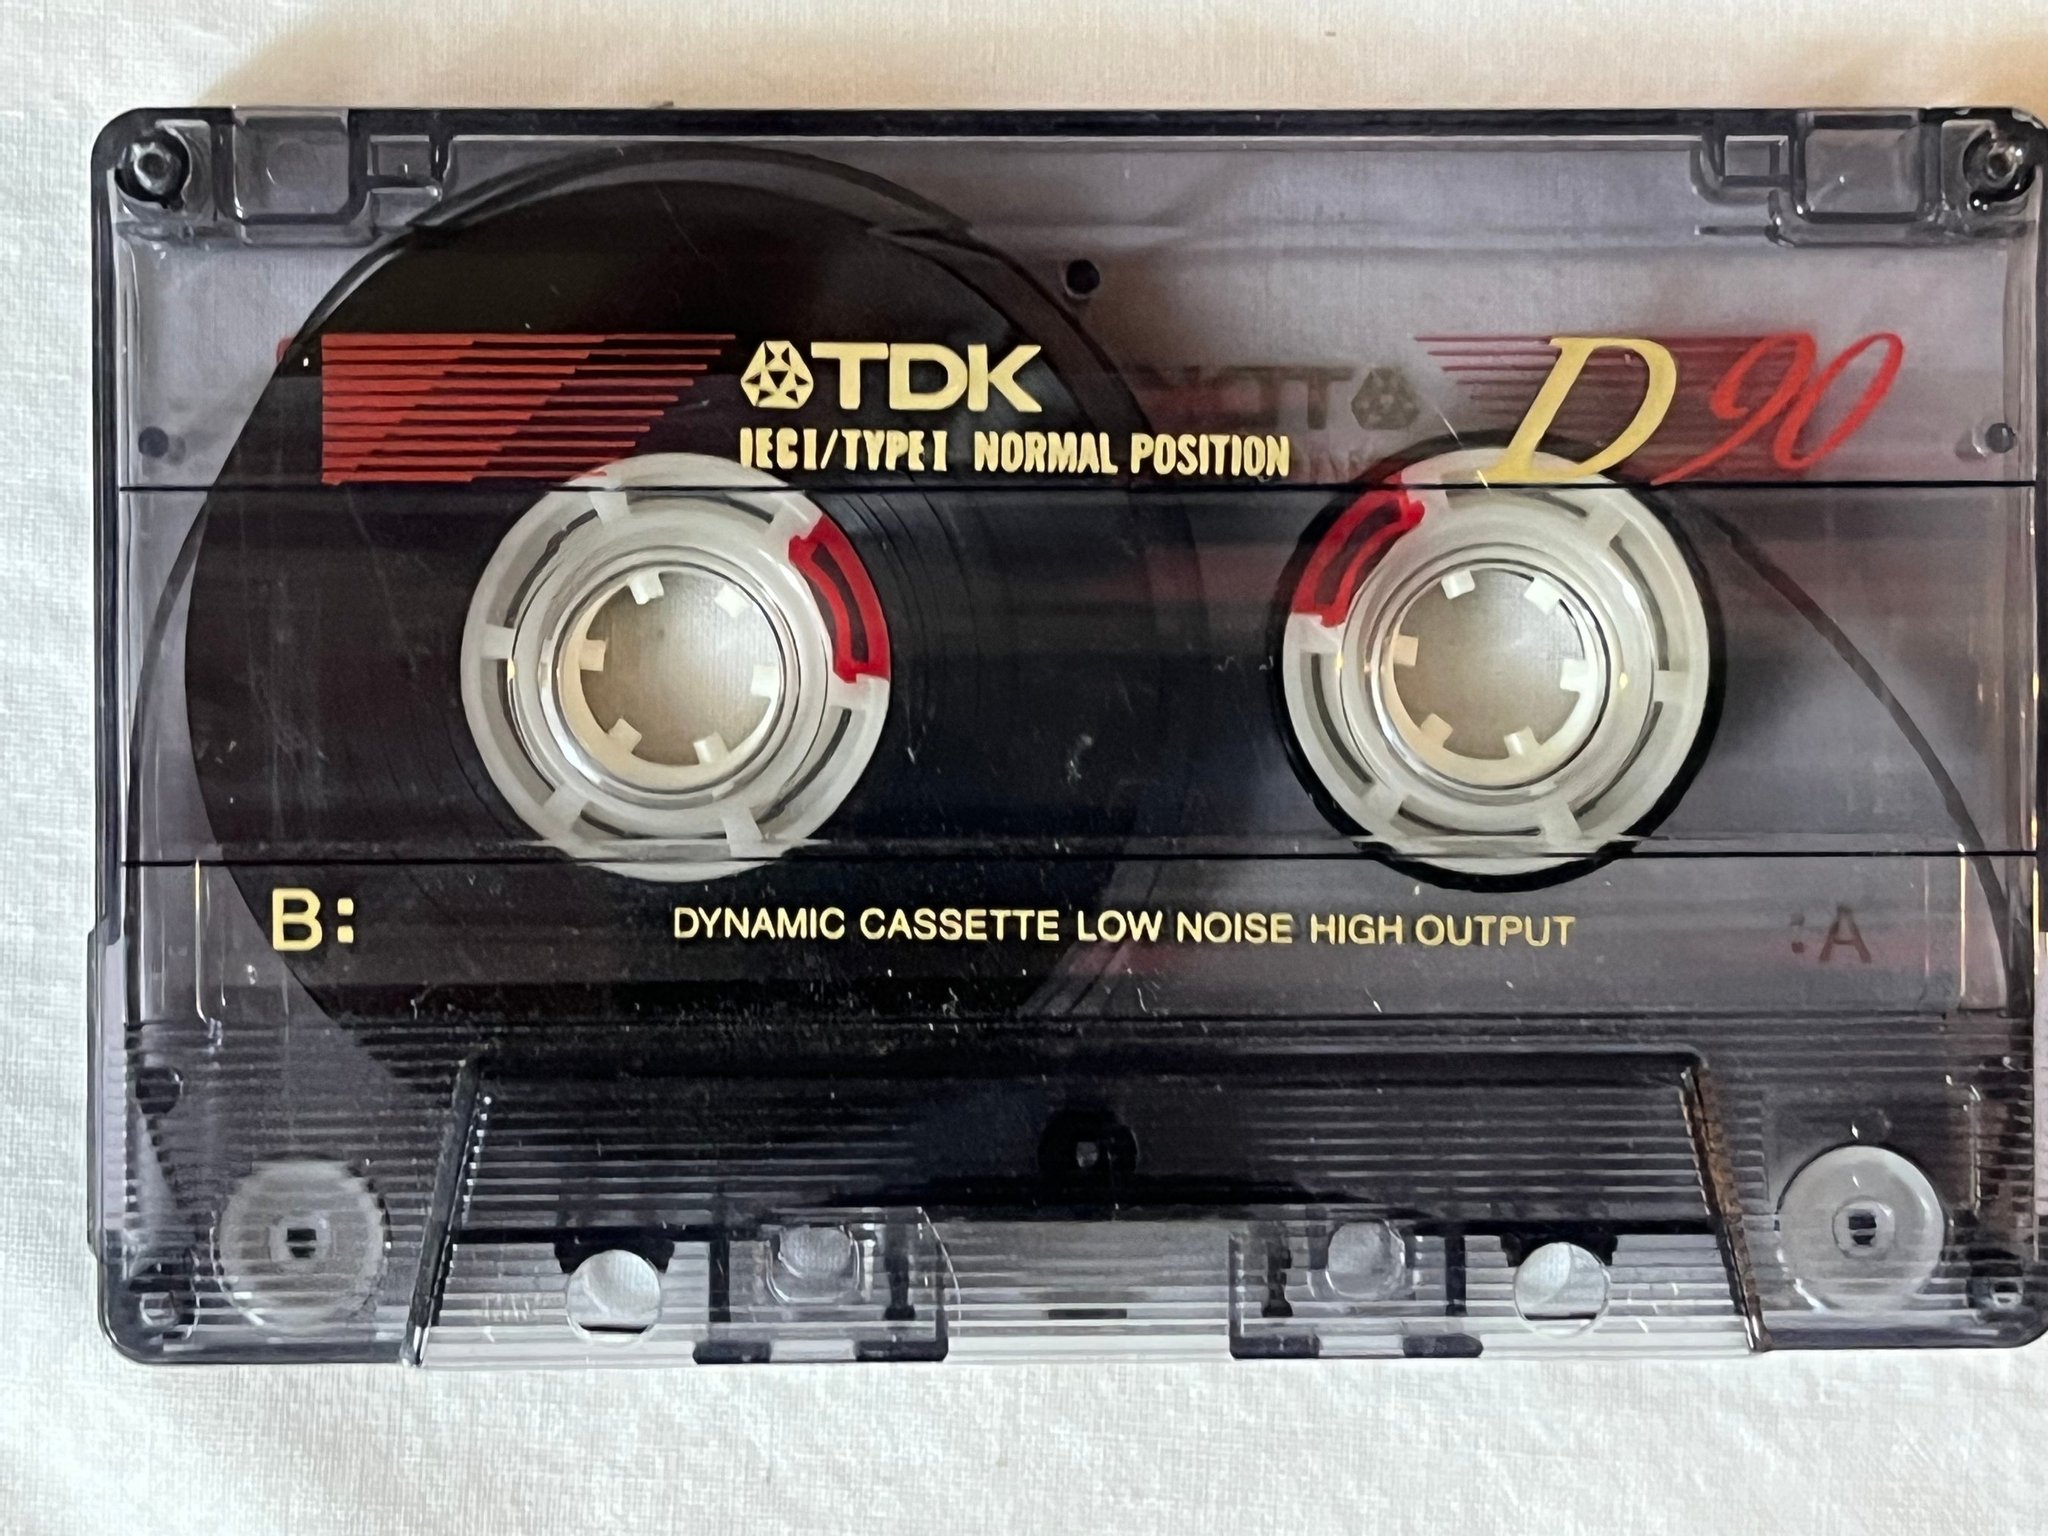 TDK
D90
IEC I/TYPE I NORMAL POSITION
B:
DYNAMIC CASSETTE LOW NOISE HIGH OUTPUT
:A